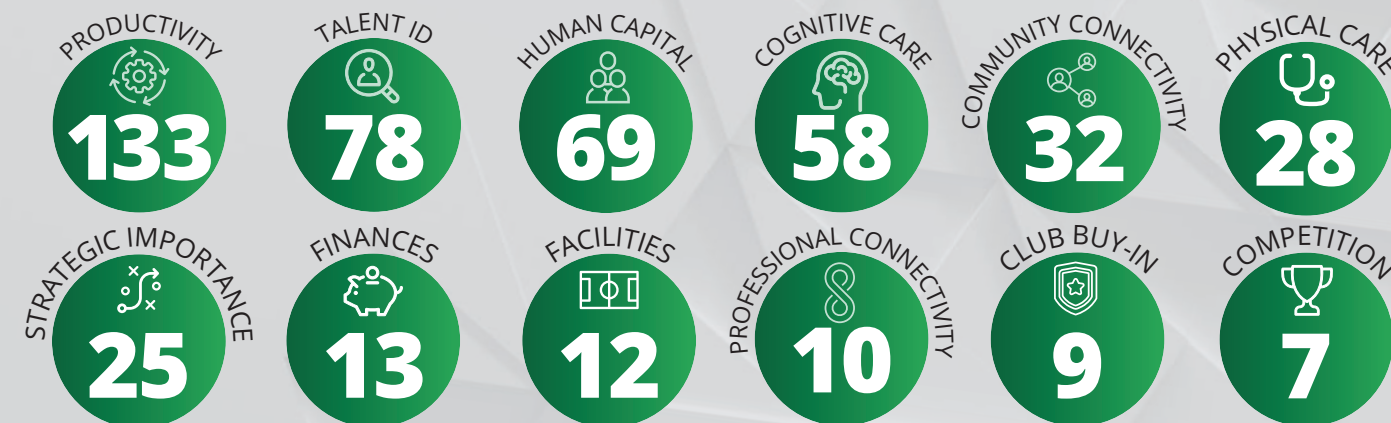 PRODUCTIVITY
133
TALENT ID
78
HUMAN CAPITAL
69
COGNITIVE CARE
58
COMMUNITY CONNECTIVITY
32
PHYSICAL CARE
28
STRATEGIC IMPORTANCE
25
FINANCES
13
FACILITIES
12
PROFESSIONAL CONNECTIVITY
10
CLUB BUY-IN
9
COMPETITION
7